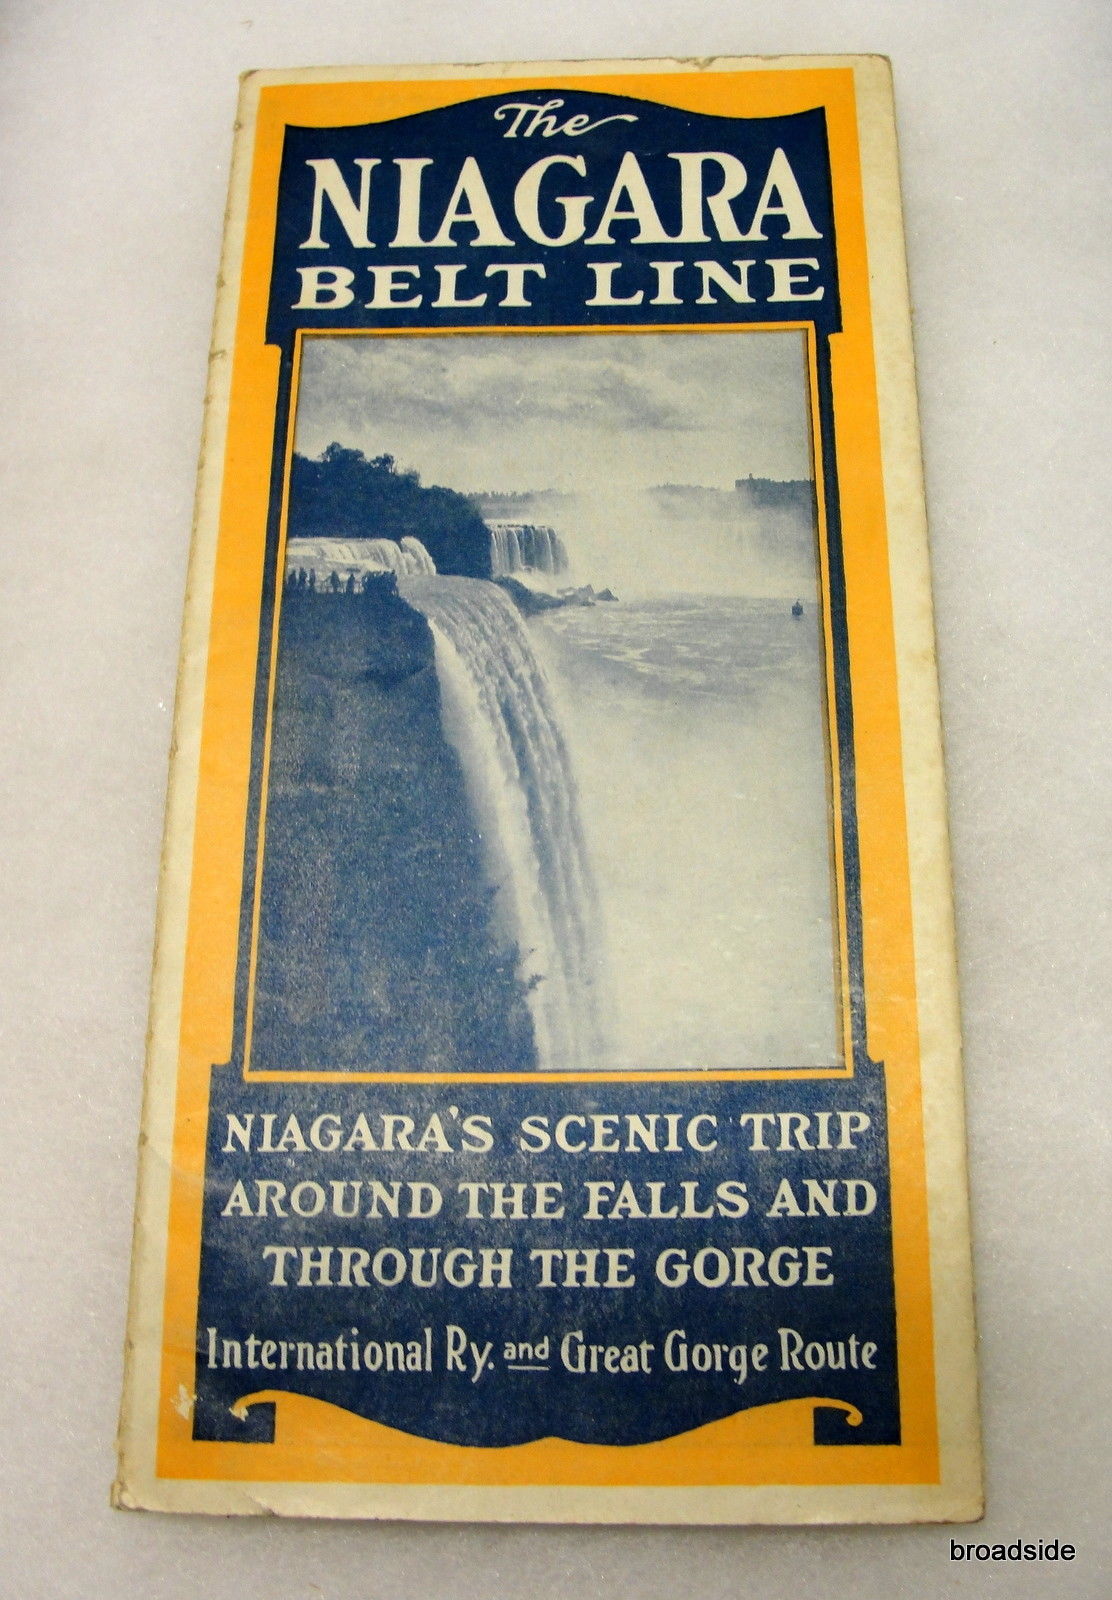 The
NIAGARA
BELT LINE
NIAGARA'S SCENIC TRIP
AROUND THE FALLS AND
THROUGH THE GORGE
International Ry. and Great Gorge Route
broadside